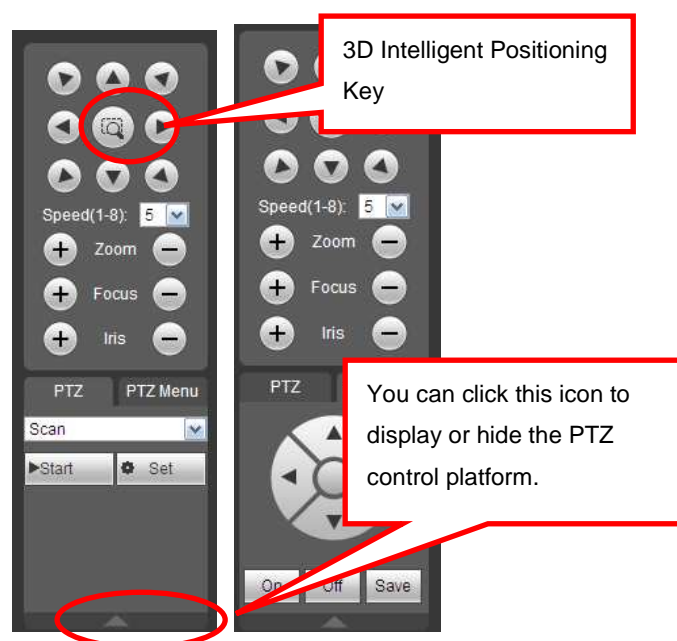 3D Intelligent Positioning
Key
Speed(1-8): 5
Zoom
Focus
Iris
PTZ PTZ Menu
Scan
Start Set
Speed(1-8): 5
Zoom
Focus
Iris
PTZ
You can click this icon to
display or hide the PTZ
control platform.
On Off Save